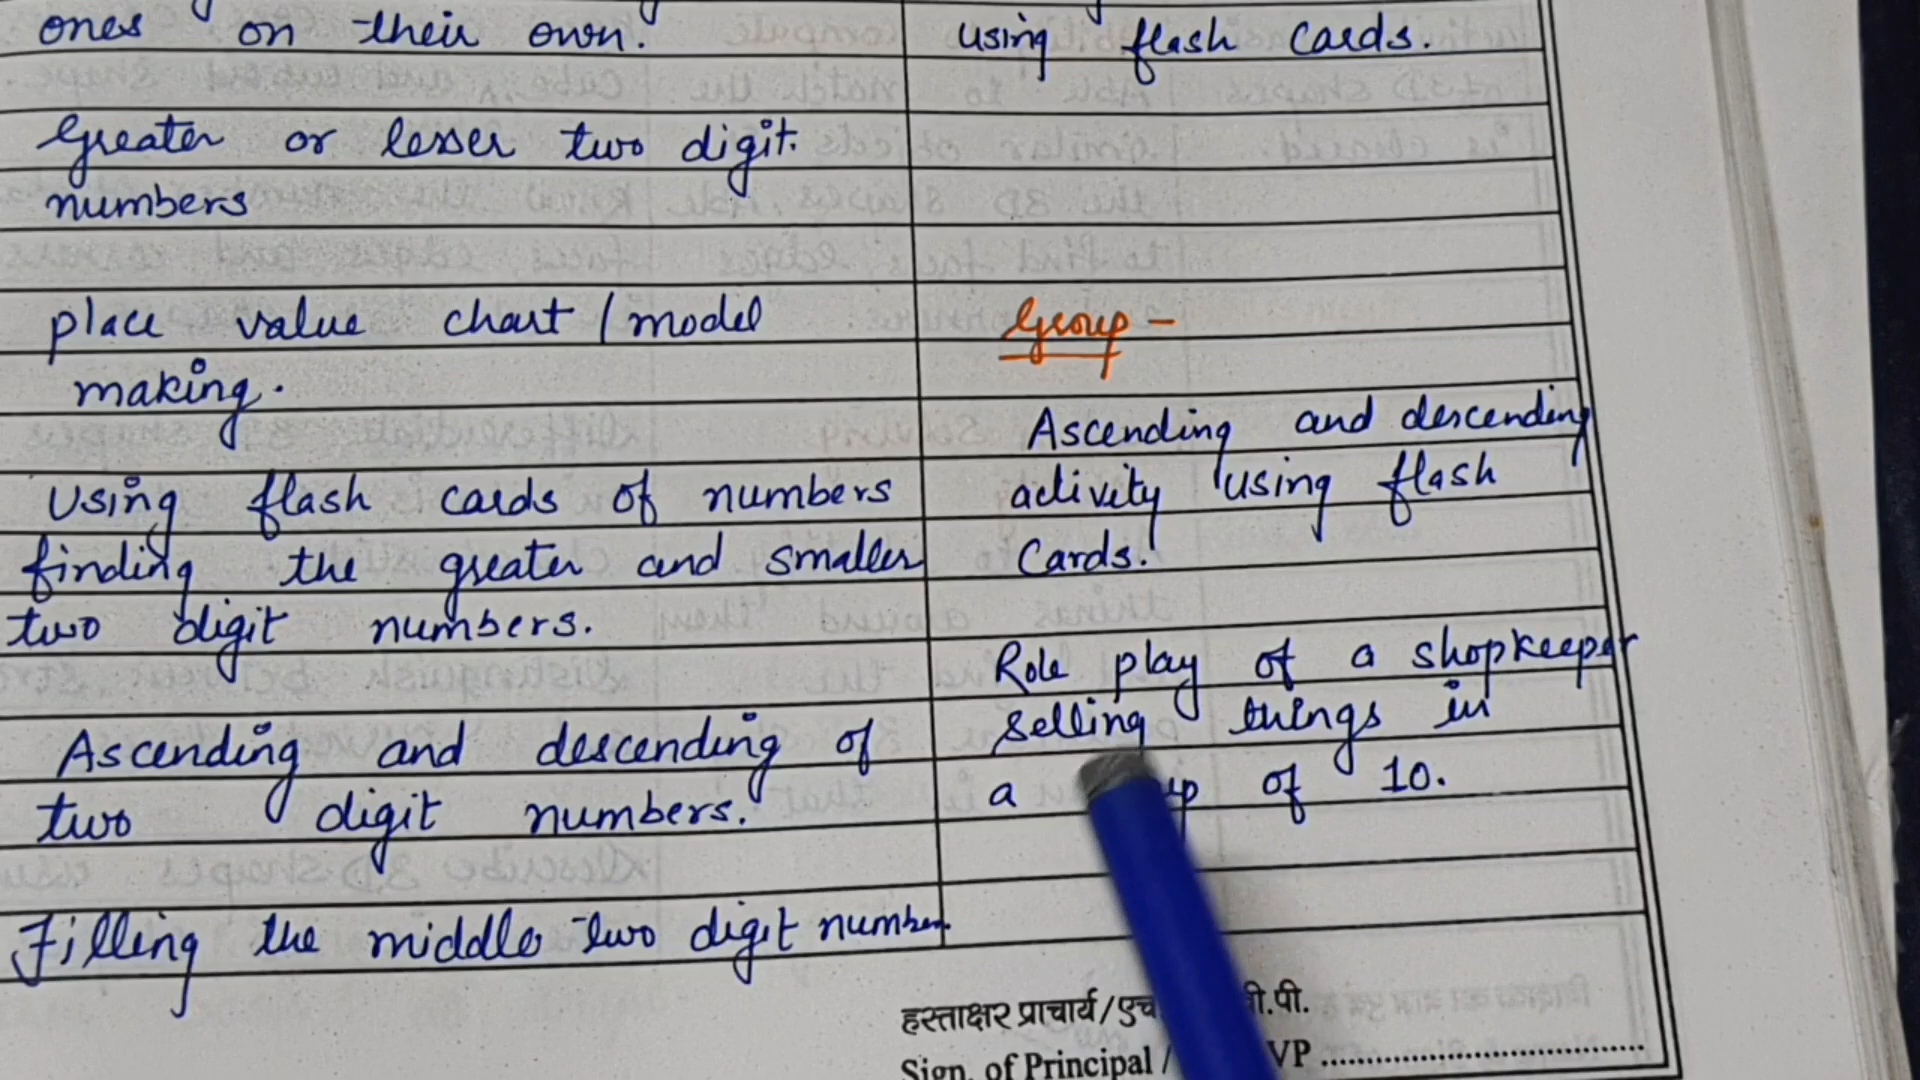 ones on their own.
Greater or lesser two digit.
numbers
place value chart / model
making.
Using flash cards of numbers
finding the greater and smaller
two digit numbers.
Ascending and descending of
two digit numbers.
Filling the middle two digit number.
using flash cards.
Group -
Ascending and descending
activity using flash
Cards.
Role play of a shopkeeper
selling things in
a of 10.
हस्ताक्षर प्राचार्य/एच
Sign. of Principal / VP